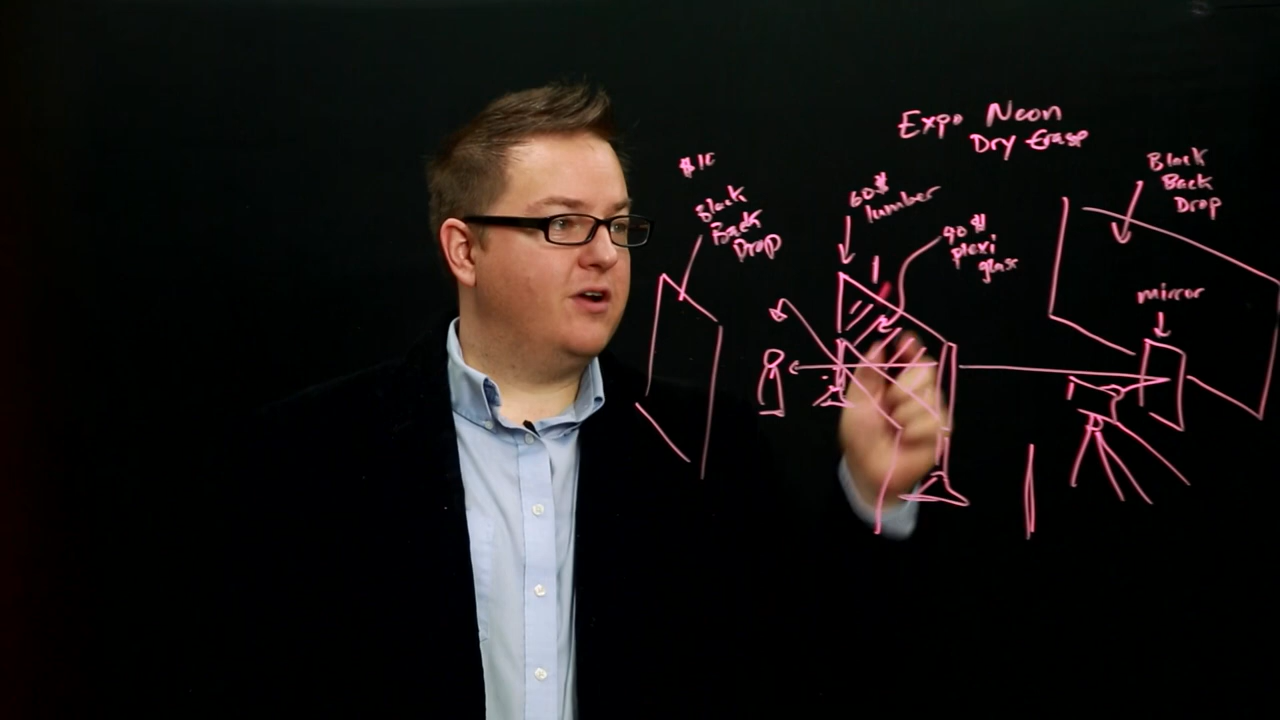 Expo Neon
Dry Erase
$10
Black
Back
Drop
60$
lumber
90$
plexi
glass
Black
Back
Drop
mirror